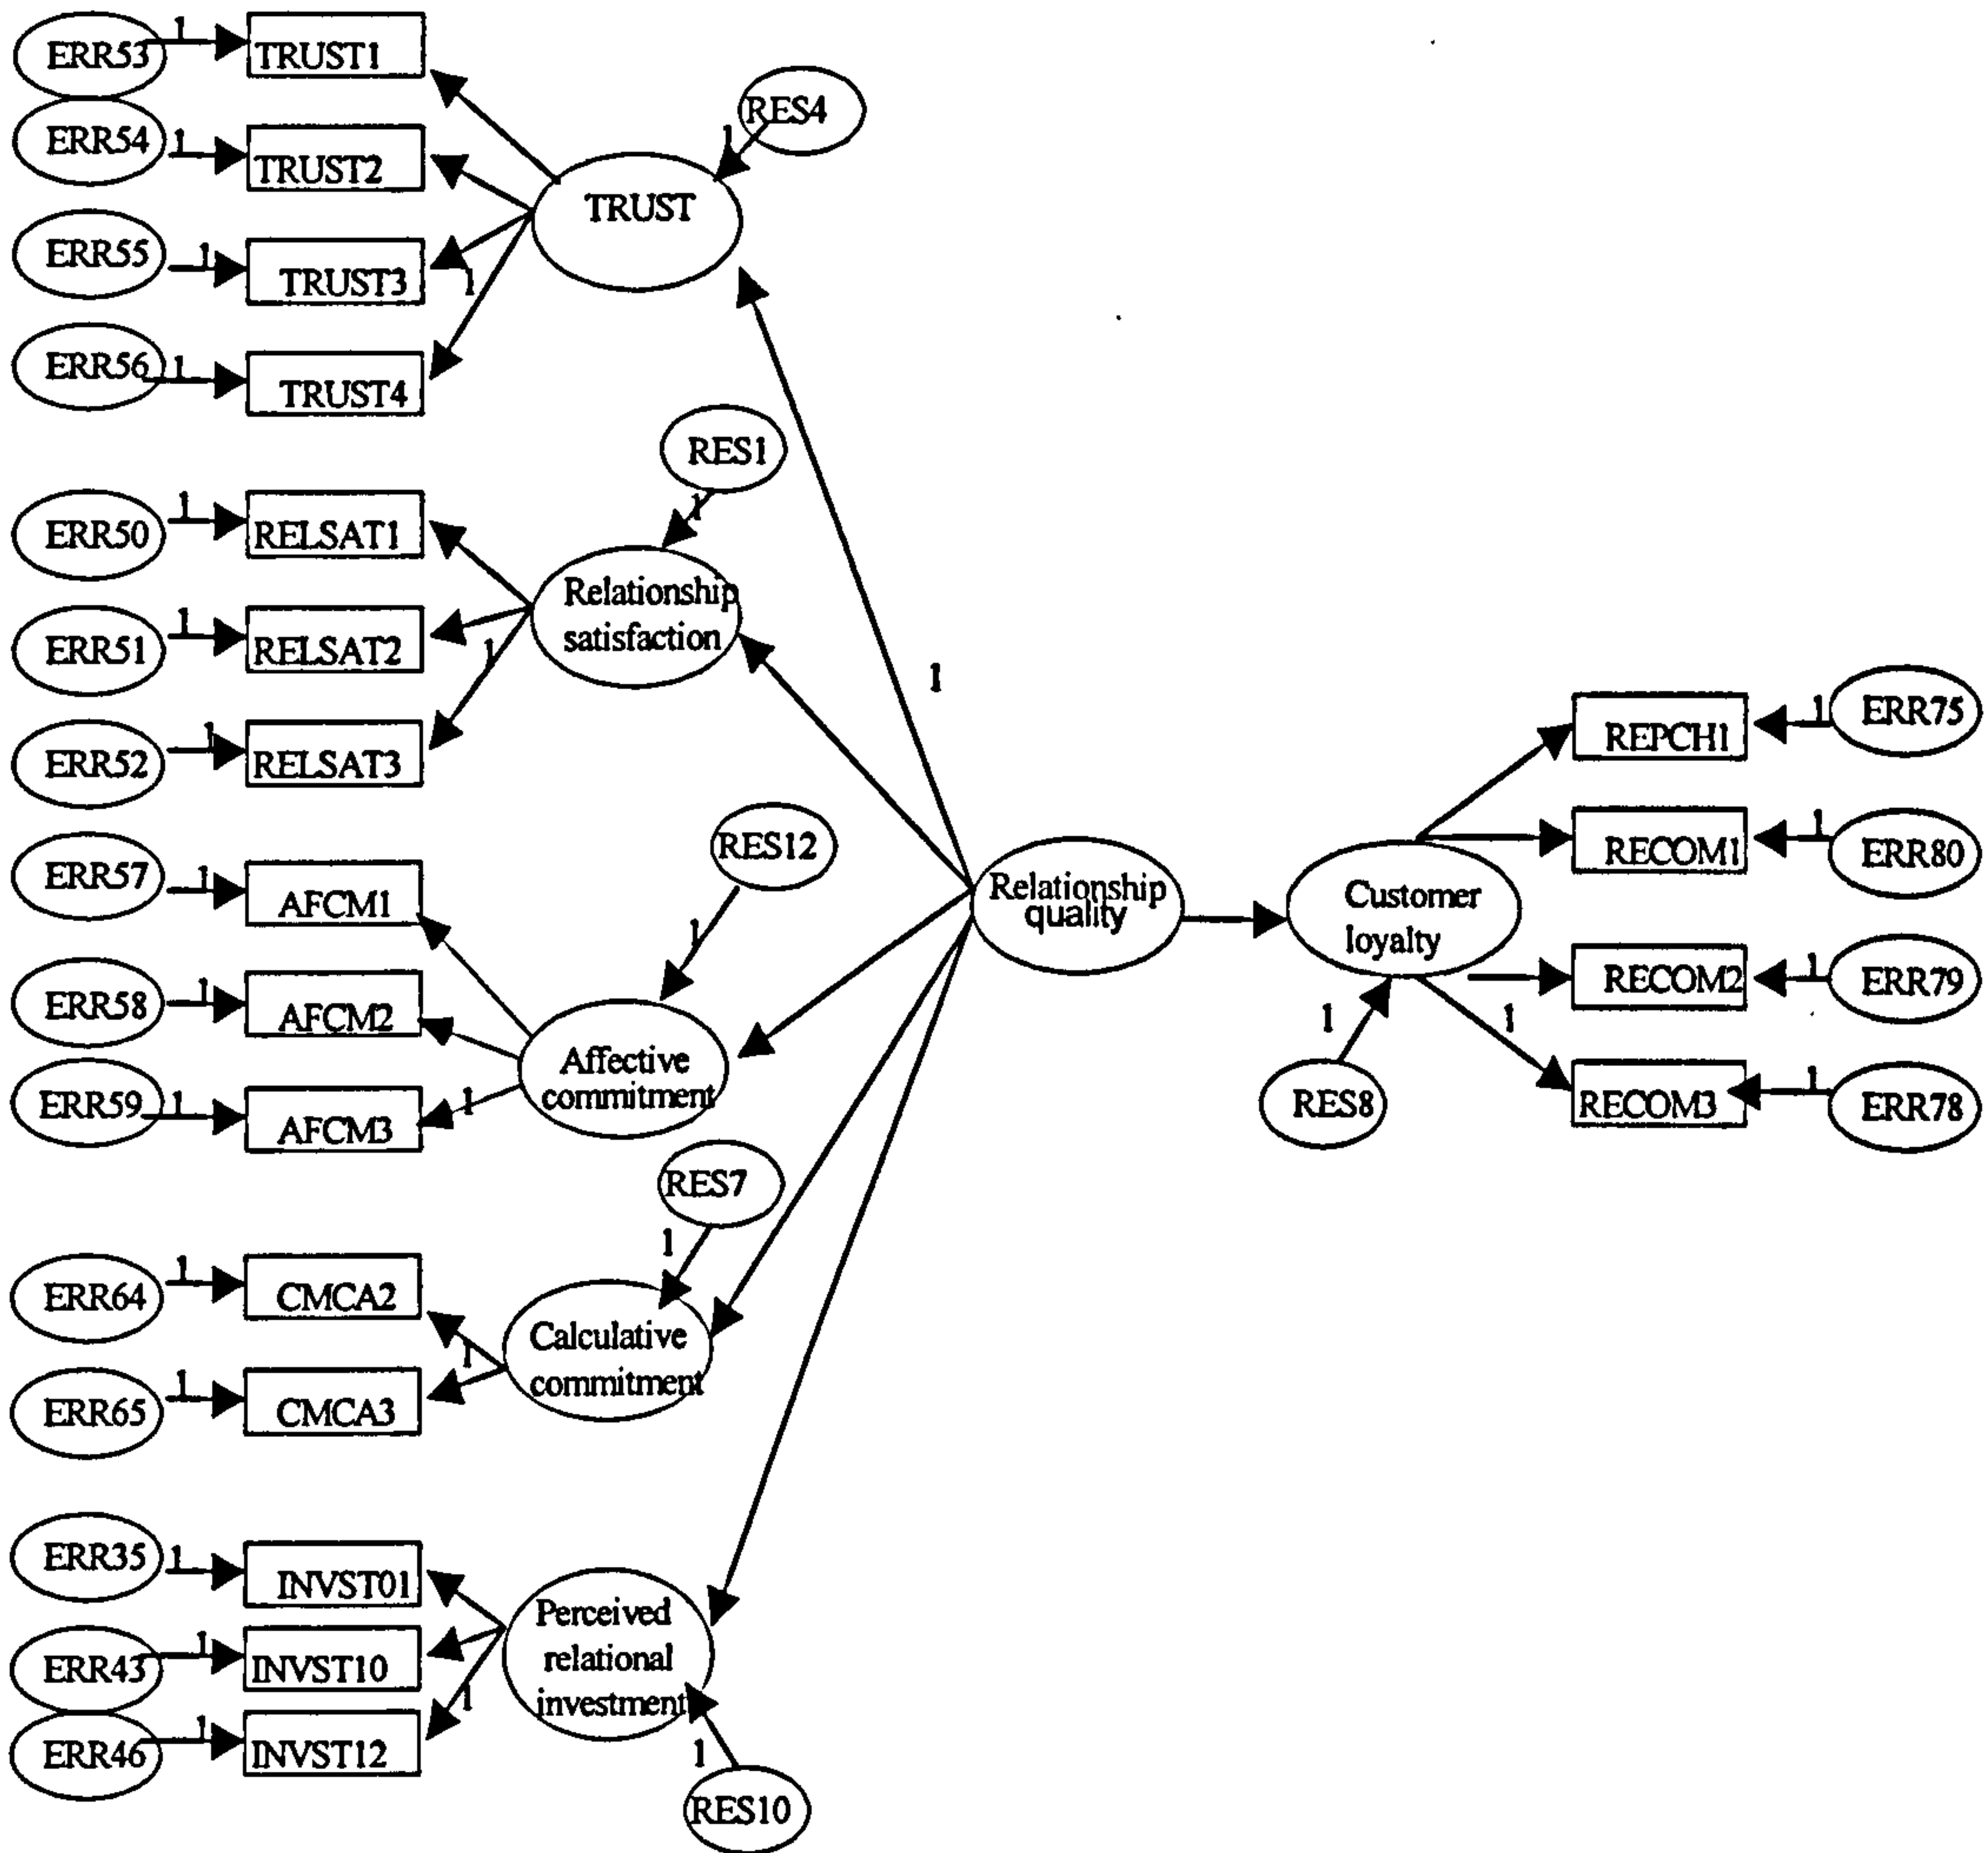 ERR53
1
TRUST1
ERR54
1
TRUST2
ERR55
1
TRUST3
1
ERR56
1
TRUST4
RES4
1
TRUST
RES1
1
ERR50
1
RELSAT1
Relationship
satisfaction
ERR51
1
RELSAT2
1
ERR52
1
RELSAT3
1
RES12
1
ERR57
1
AFCM1
ERR58
1
AFCM2
Affective
commitment
ERR59
1
AFCM3
1
RES7
1
ERR64
1
CMCA2
Calculative
commitment
1
ERR65
1
CMCA3
ERR35
1
INVST01
Perceived
relational
investment
ERR43
1
INVST10
1
ERR46
1
INVST12
1
RES10
Relationship
quality
Customer
loyalty
1
RES8
REPCH1
1
ERR75
RECOM1
1
ERR80
RECOM2
1
ERR79
1
RECOM3
1
ERR78